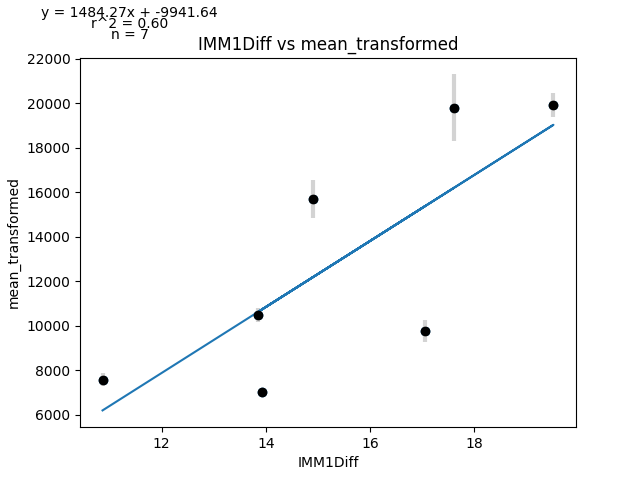 y = 1484.27x + -9941.64
r^2 = 0.60
n = 7
IMM1Diff vs mean_transformed
22000
20000
18000
16000
14000
12000
10000
8000
6000
mean_transformed
12 14 16 18
IMM1Diff